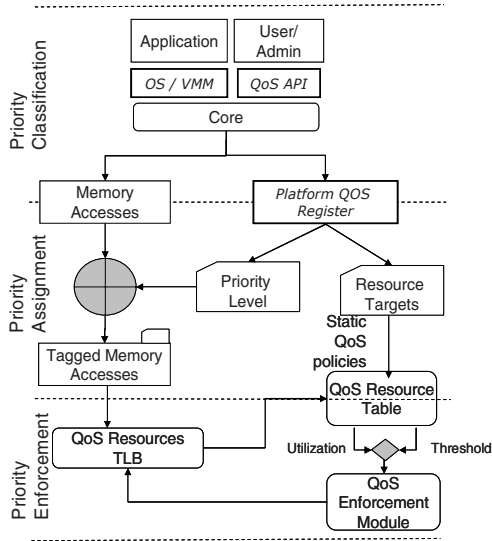 Priority
Classification
Application
User/
Admin
OS / VMM
QoS API
Core
Memory
Accesses
Platform QOS
Register
Priority
Assignment
Priority
Level
Resource
Targets
Static
QoS
policies
Tagged Memory
Accesses
QoS Resource
Table
Priority
Enforcement
QoS Resources
TLB
Utilization
Threshold
QoS
Enforcement
Module